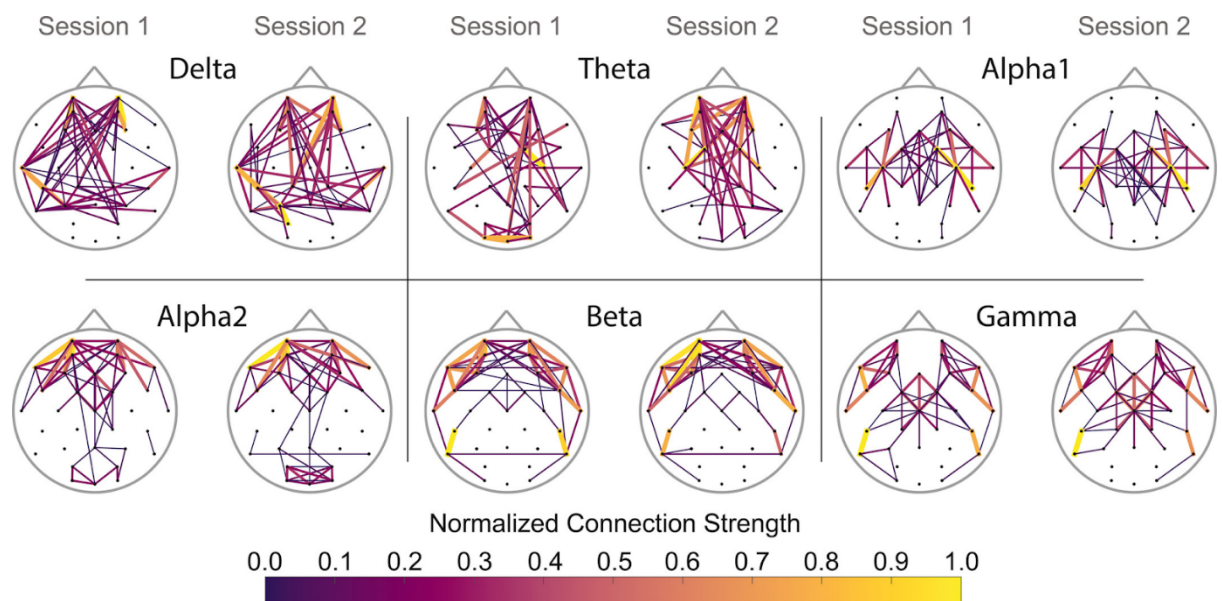 Session 1 Session 2 Session 1 Session 2 Session 1 Session 2
Delta Theta Alpha1
Alpha2 Beta Gamma
Normalized Connection Strength
0.0 0.1 0.2 0.3 0.4 0.5 0.6 0.7 0.8 0.9 1.0